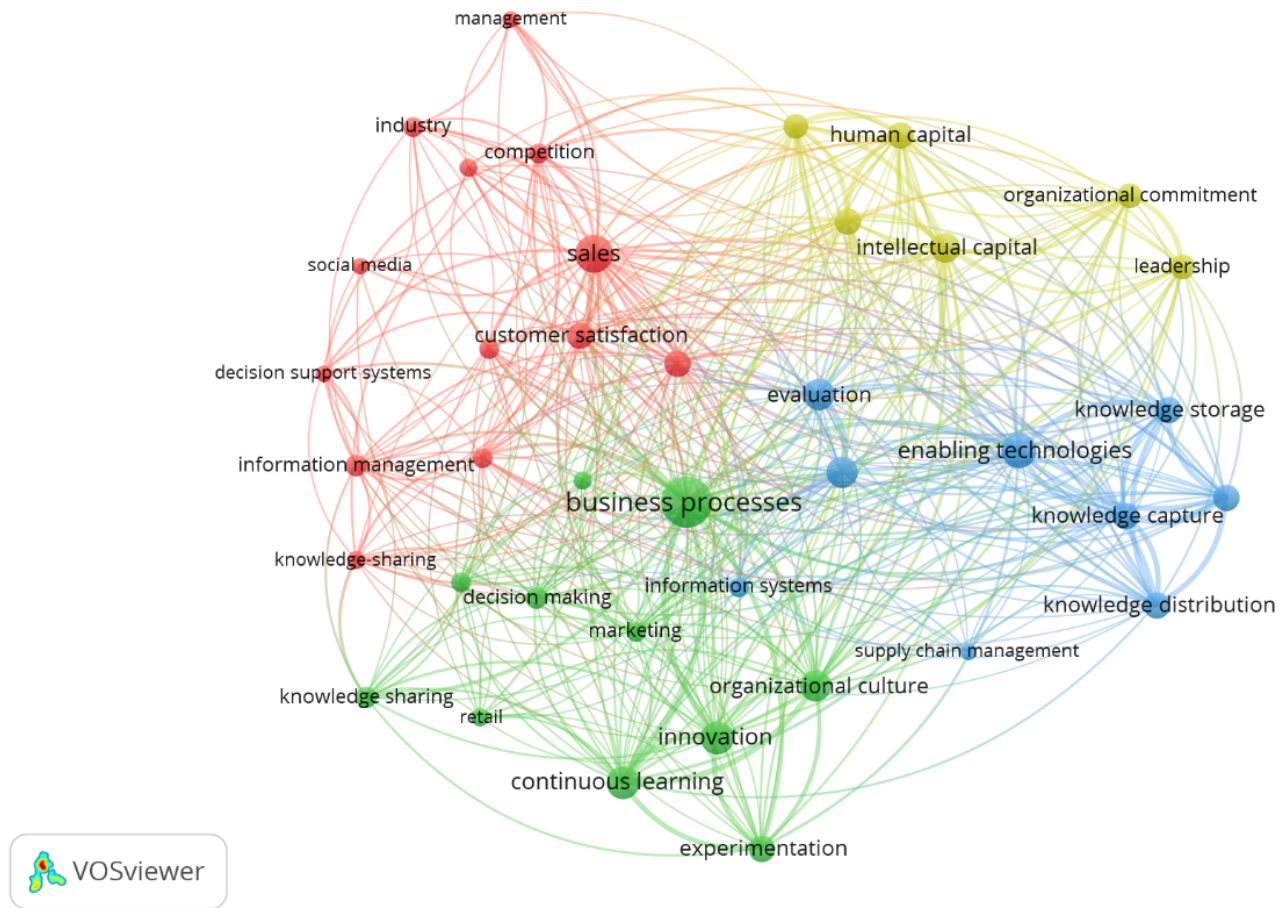 management
industry
competition
human capital
organizational commitment
sales
intellectual capital
social media
leadership
customer satisfaction
decision support systems
evaluation
knowledge storage
enabling technologies
information management
business processes
knowledge capture
knowledge-sharing
information systems
decision making
knowledge distribution
marketing
supply chain management
organizational culture
knowledge sharing
retail
innovation
continuous learning
experimentation
VOSviewer